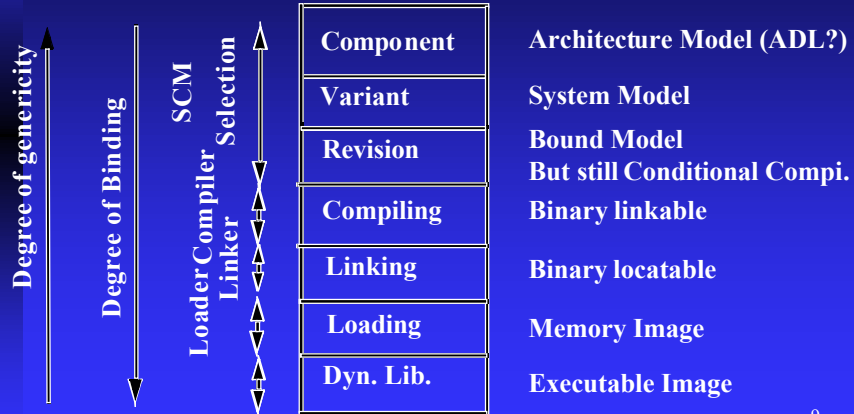 Degree of genericity
Degree of Binding
SCM
Selection
Compiler
Linker
Loader
Component
Architecture Model (ADL?)
Variant
System Model
Revision
Bound Model
But still Conditional Compi.
Compiling
Binary linkable
Linking
Binary locatable
Loading
Memory Image
Dyn. Lib.
Executable Image